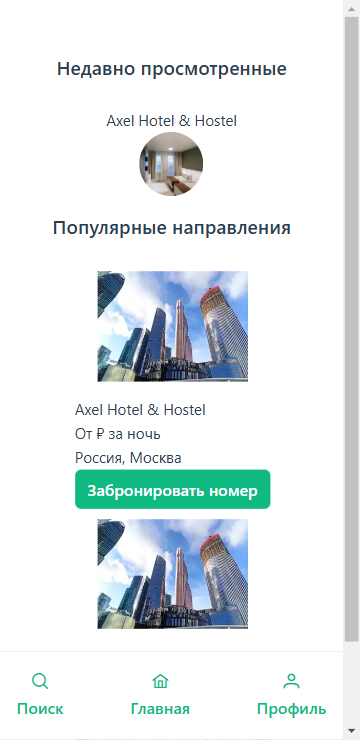 Недавно просмотренные
Axel Hotel & Hostel
Популярные направления
Axel Hotel & Hostel
От ₽ за ночь
Россия, Москва
Забронировать номер
Поиск
Главная
Профиль